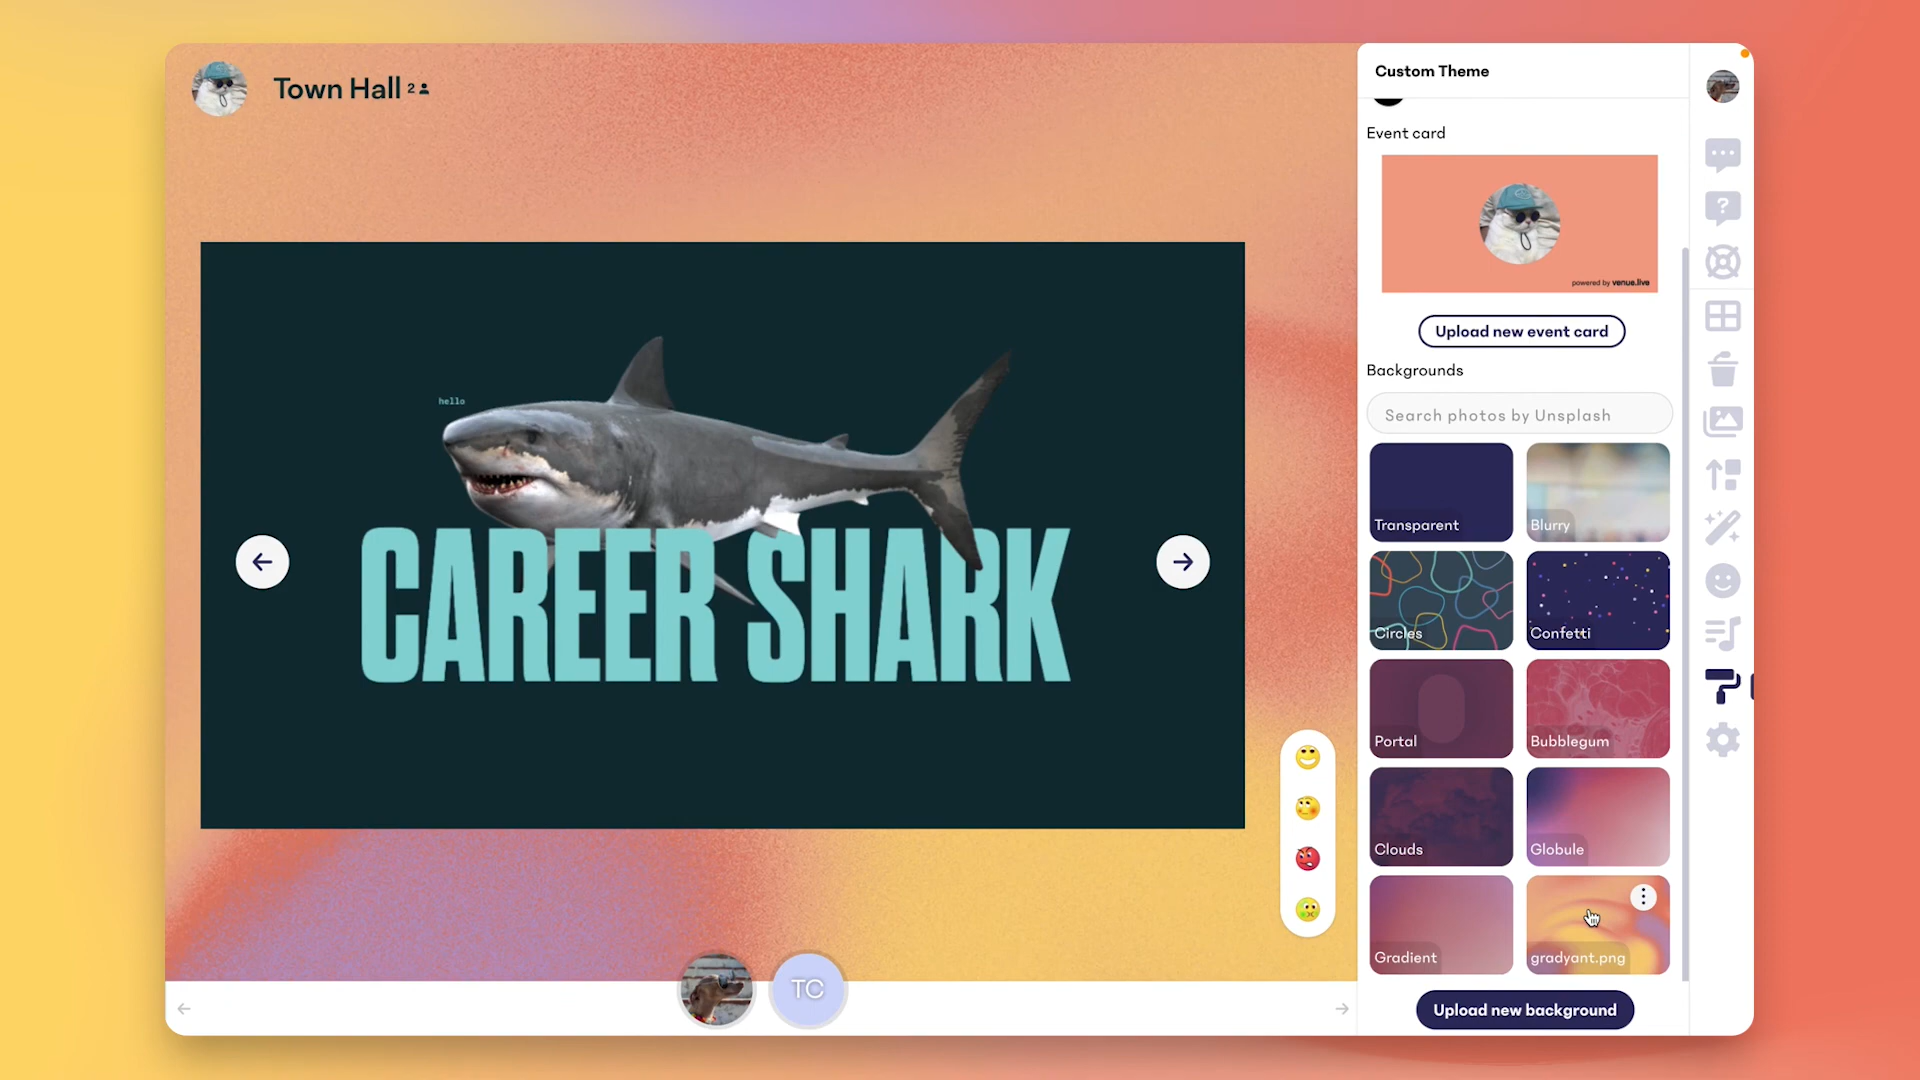 Town Hall 2
hello
CAREER SHARK
TC
Custom Theme
Event card
powered by venue.live
Upload new event card
Backgrounds
Search photos by Unsplash
Transparent
Blurry
Circles
Confetti
Portal
Bubblegum
Clouds
Globule
Gradient
gradyant.png
Upload new background